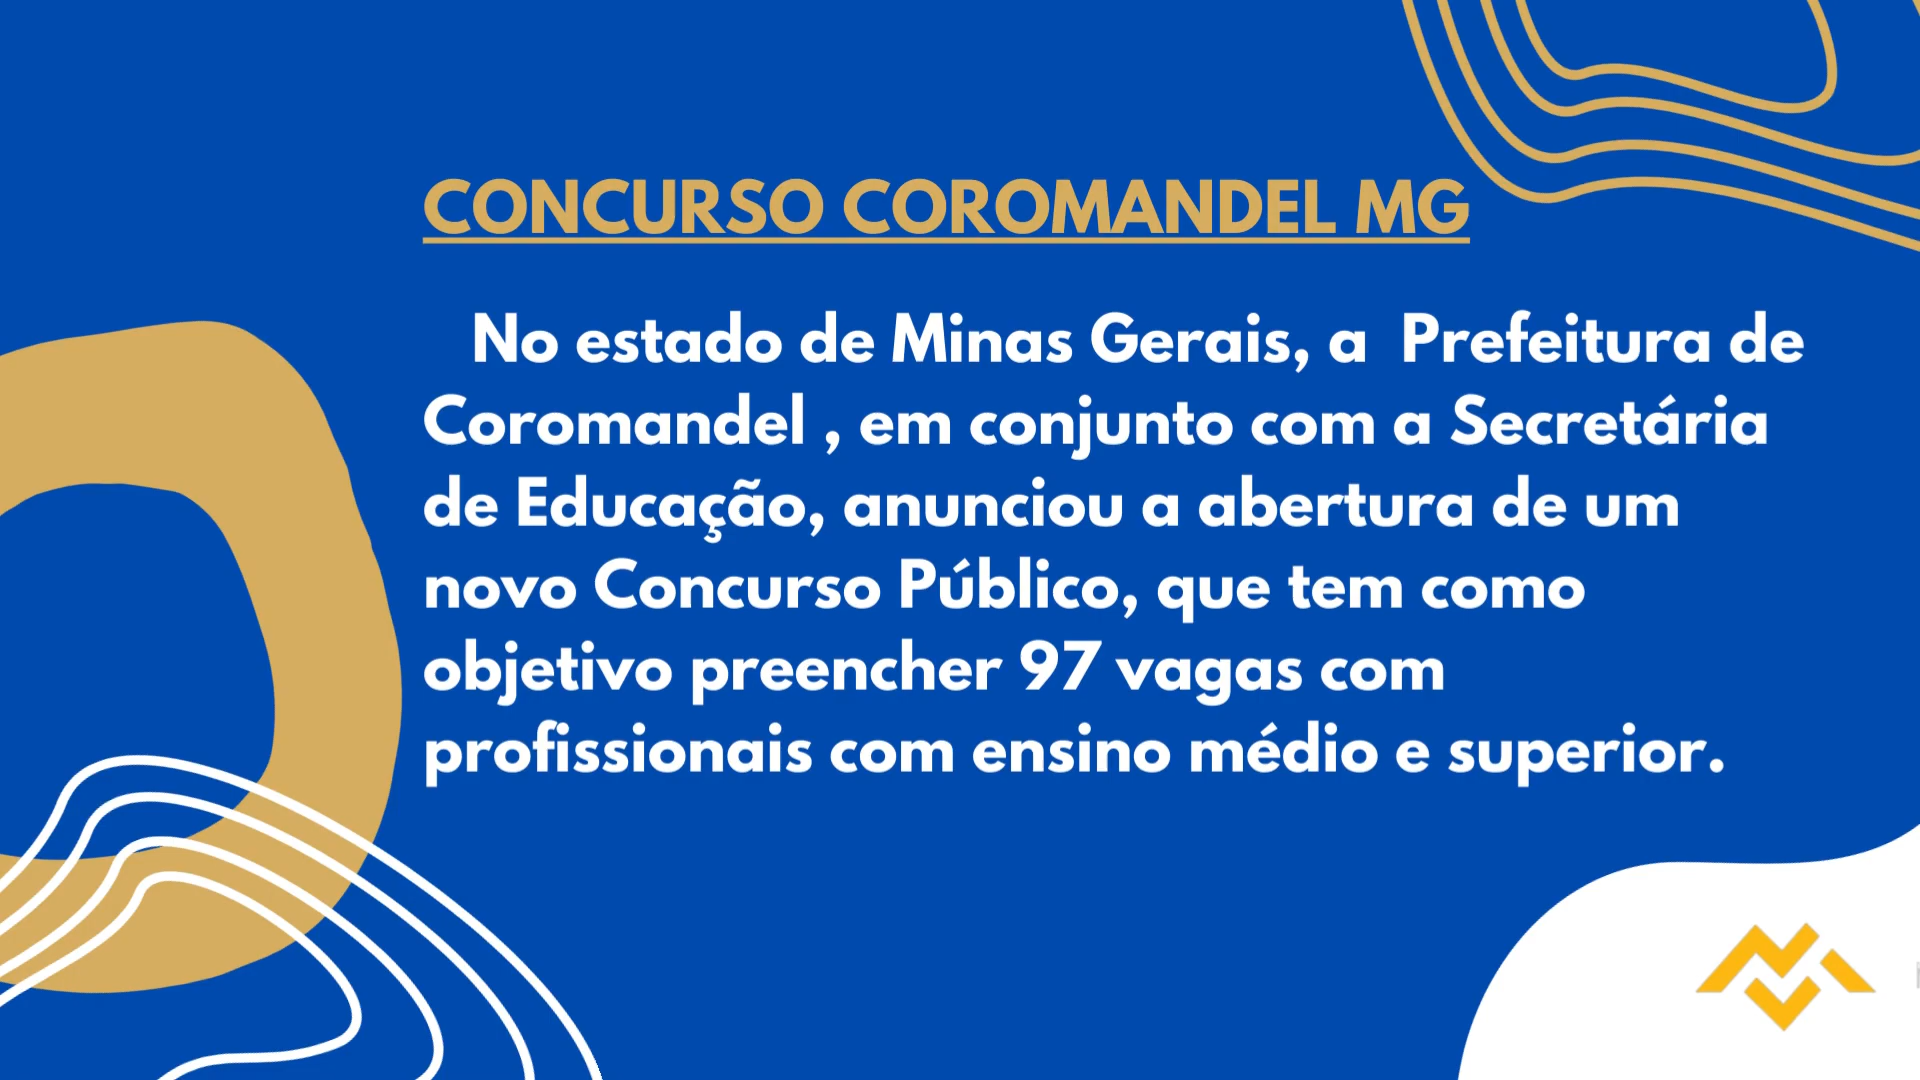 CONCURSO COROMANDEL MG
No estado de Minas Gerais, a Prefeitura de
Coromandel , em conjunto com a Secretária
de Educação, anunciou a abertura de um
novo Concurso Público, que tem como
objetivo preencher 97 vagas com
profissionais com ensino médio e superior.